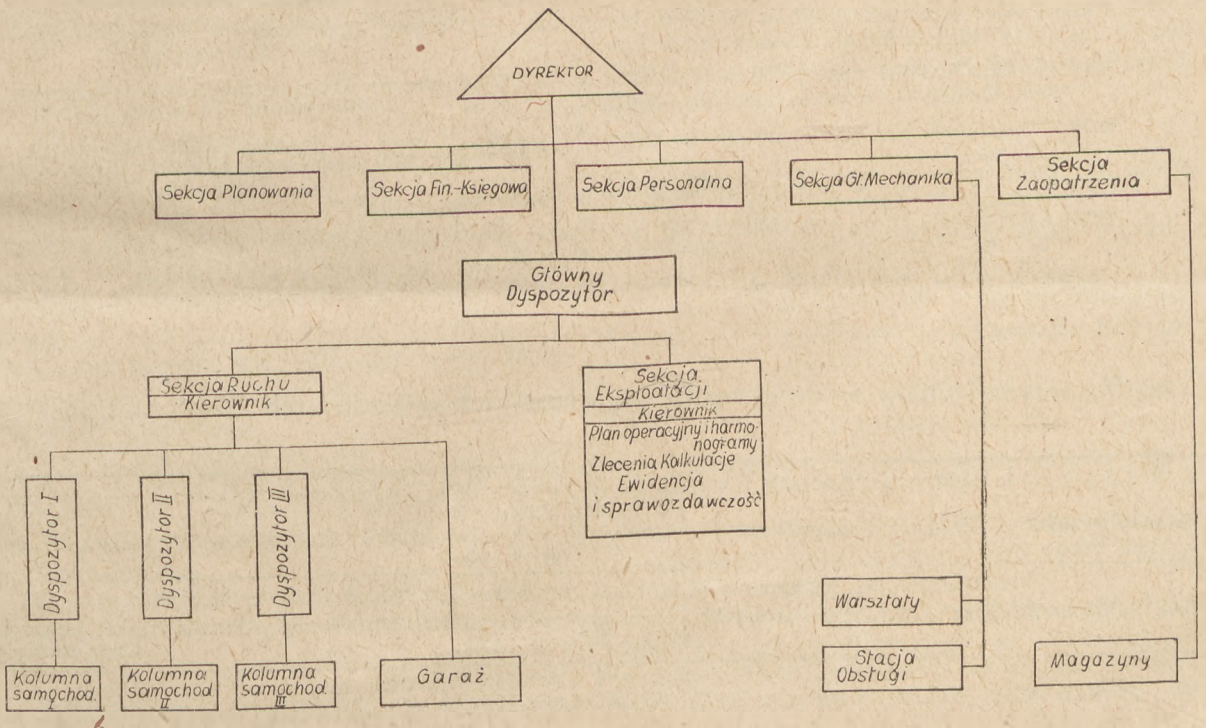 DYREKTOR
Sekcja Planowania
Sekcja Fin.-Księgowa
Sekcja Personalna
Sekcja Gł. Mechanika
Sekcja
Zaopatrzenia
Główny
Dyspozytor
Sekcja Ruchu
Kierownik
Sekcja
Eksploatacji
Kierownik
Plan operacyjny i harmo-
nogramy
Zlecenia Kalkulacje
Ewidencja
i sprawozdawczość
Dyspozytor I
Dyspozytor II
Dyspozytor III
Warsztaty
Kolumna
samochod.
I
Kolumna
samochod
II
Kolumna
samochod.
III
Garaż
Stacja
Obsługi
Magazyny